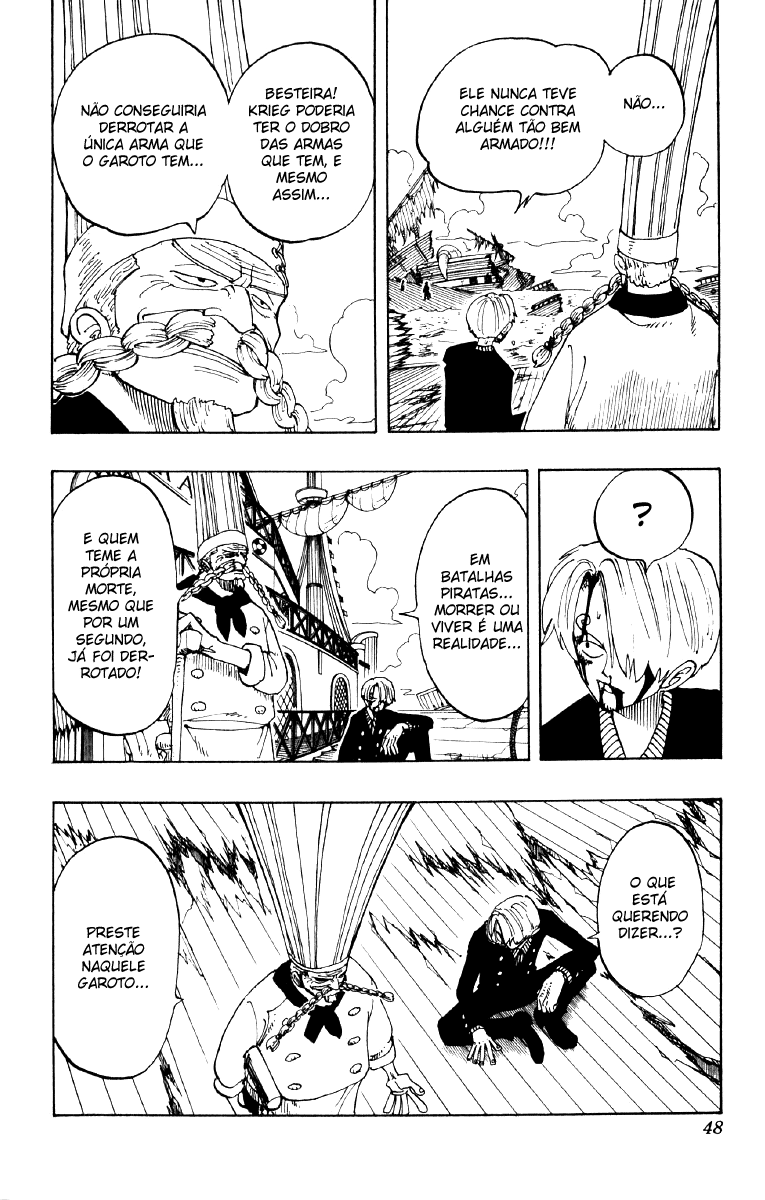 NÃO...
ELE NUNCA TEVE
CHANCE CONTRA
ALGUÉM TÃO BEM
ARMADO!!!
BESTEIRA!
KRIEG PODERIA
TER O DOBRO
DAS ARMAS
QUE TEM, E
MESMO
ASSIM...
NÃO CONSEGUIRIA
DERROTAR A
ÚNICA ARMA QUE
O GAROTO TEM...
?
EM
BATALHAS
PIRATAS...
MORRER OU
VIVER É UMA
REALIDADE...
E QUEM
TEME A
PRÓPRIA
MORTE,
MESMO QUE
POR UM
SEGUNDO,
JÁ FOI DER-
ROTADO!
O QUE
ESTÁ
QUERENDO
DIZER...?
PRESTE
ATENÇÃO
NAQUELE
GAROTO...
48